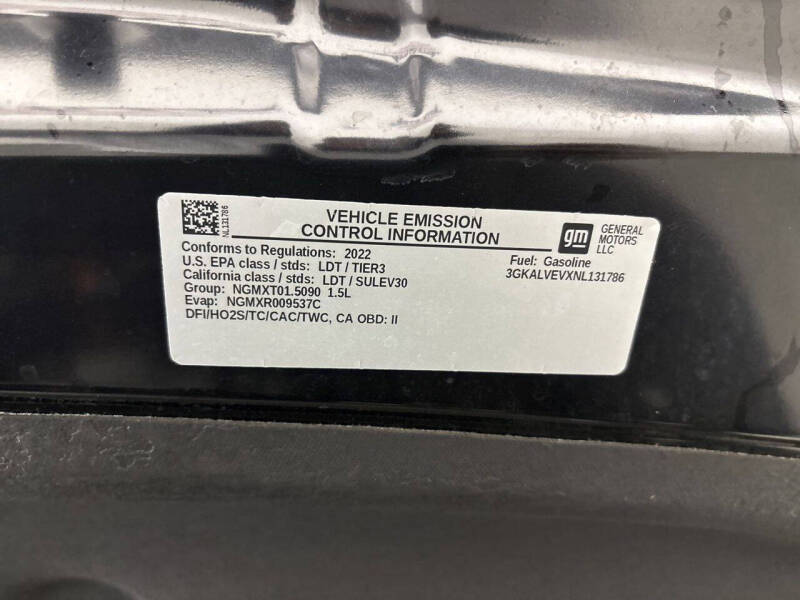 NL131786
VEHICLE EMISSION
CONTROL INFORMATION
gm
GENERAL
MOTORS
LLC
Conforms to Regulations: 2022
U.S. EPA class / stds: LDT / TIER3
California class / stds: LDT / SULEV30
Group: NGMXT01.5090 1.5L
Evap: NGMXR009537C
DFI/HO2S/TC/CAC/TWC, CA OBD: II
Fuel: Gasoline
3GKALVEVXNL131786